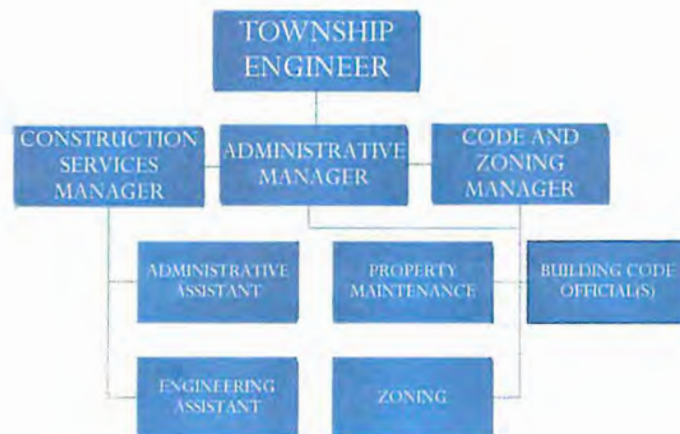 TOWNSHIP
ENGINEER
CONSTRUCTION
SERVICES
MANAGER
ADMINISTRATIVE
MANAGER
CODE AND
ZONING
MANAGER
ADMINISTRATIVE
ASSISTANT
PROPERTY
MAINTENANCE
BUILDING CODE
OFFICIAL(S)
ENGINEERING
ASSISTANT
ZONING